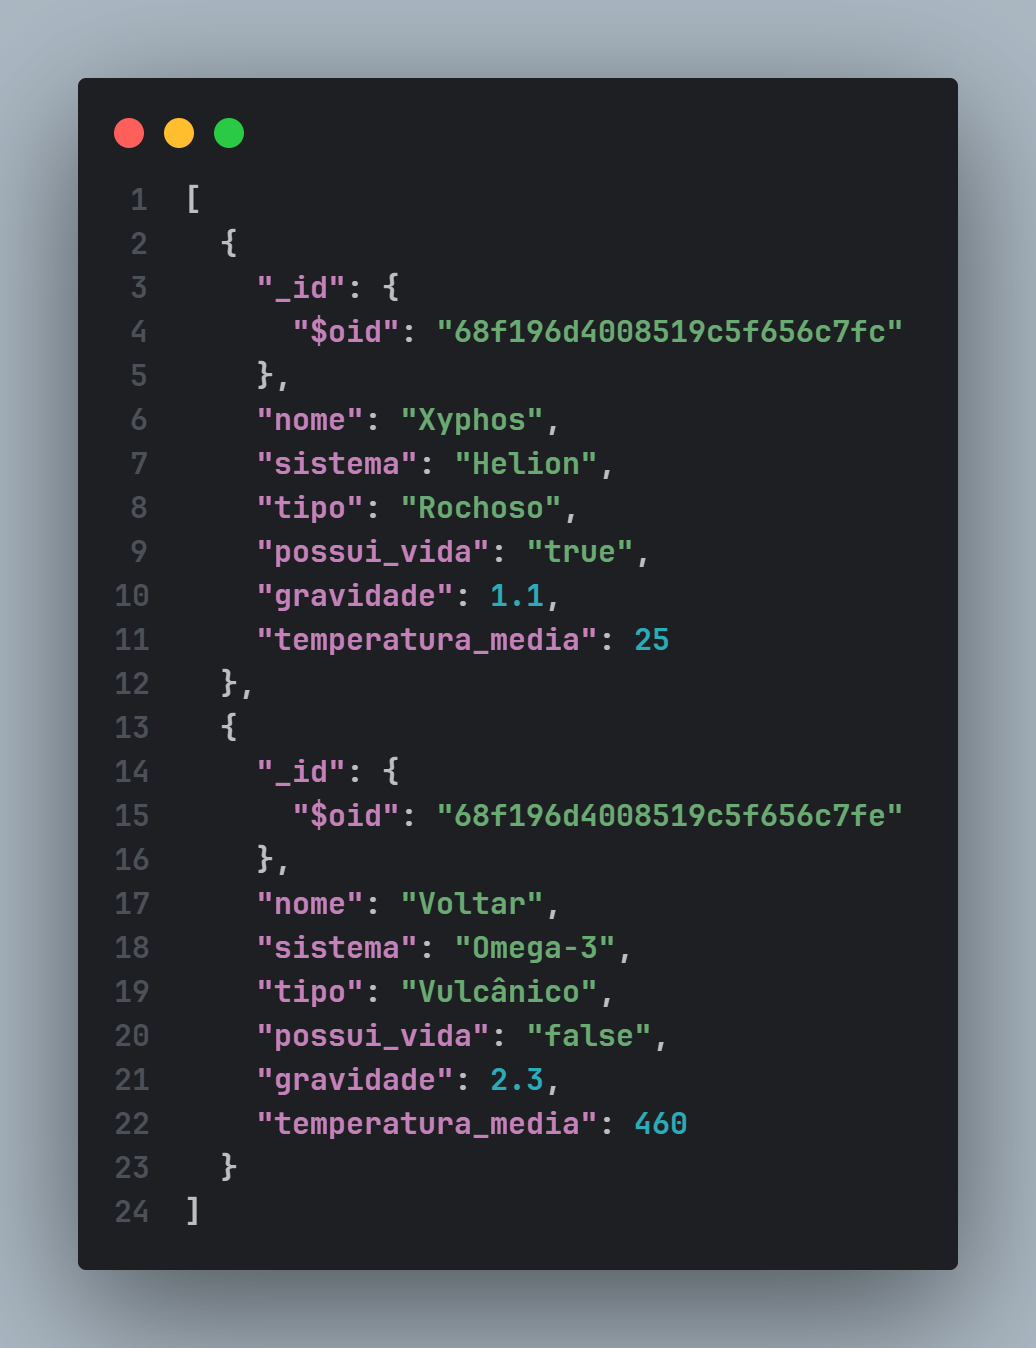 1 [
2   {
3     "_id": {
4       "$oid": "68f196d4008519c5f656c7fc"
5     },
6     "nome": "Xyphos",
7     "sistema": "Helion",
8     "tipo": "Rochoso",
9     "possui_vida": "true",
10     "gravidade": 1.1,
11     "temperatura_media": 25
12   },
13   {
14     "_id": {
15       "$oid": "68f196d4008519c5f656c7fe"
16     },
17     "nome": "Voltar",
18     "sistema": "Omega-3",
19     "tipo": "Vulcânico",
20     "possui_vida": "false",
21     "gravidade": 2.3,
22     "temperatura_media": 460
23   }
24 ]